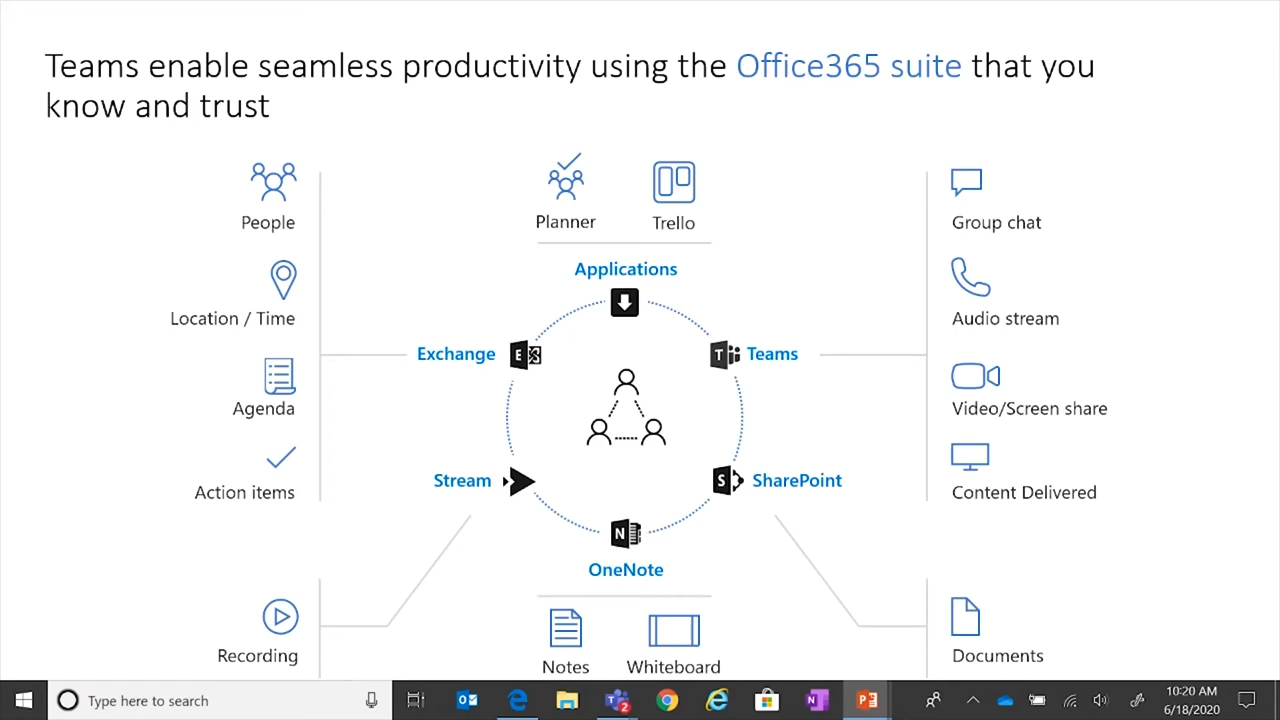 Teams enable seamless productivity using the Office365 suite that you
know and trust
People
Location / Time
Agenda
Action items
Recording
Planner
Trello
Applications
Exchange
E
T
Teams
Stream
S
SharePoint
N
OneNote
Notes
Whiteboard
Group chat
Audio stream
Video/Screen share
Content Delivered
Documents
Type here to search
2
10:20 AM
6/18/2020